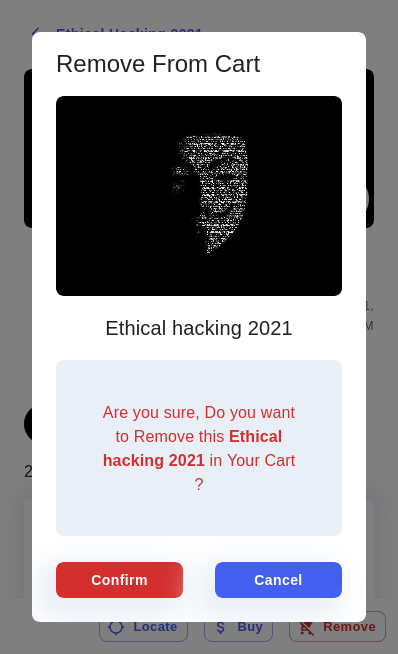 Ethical Hacking 2021
Remove From Cart
Ethical hacking 2021
Are you sure, Do you want
to Remove this Ethical
hacking 2021 in Your Cart
?
Confirm
Cancel
Locate
Buy
Remove